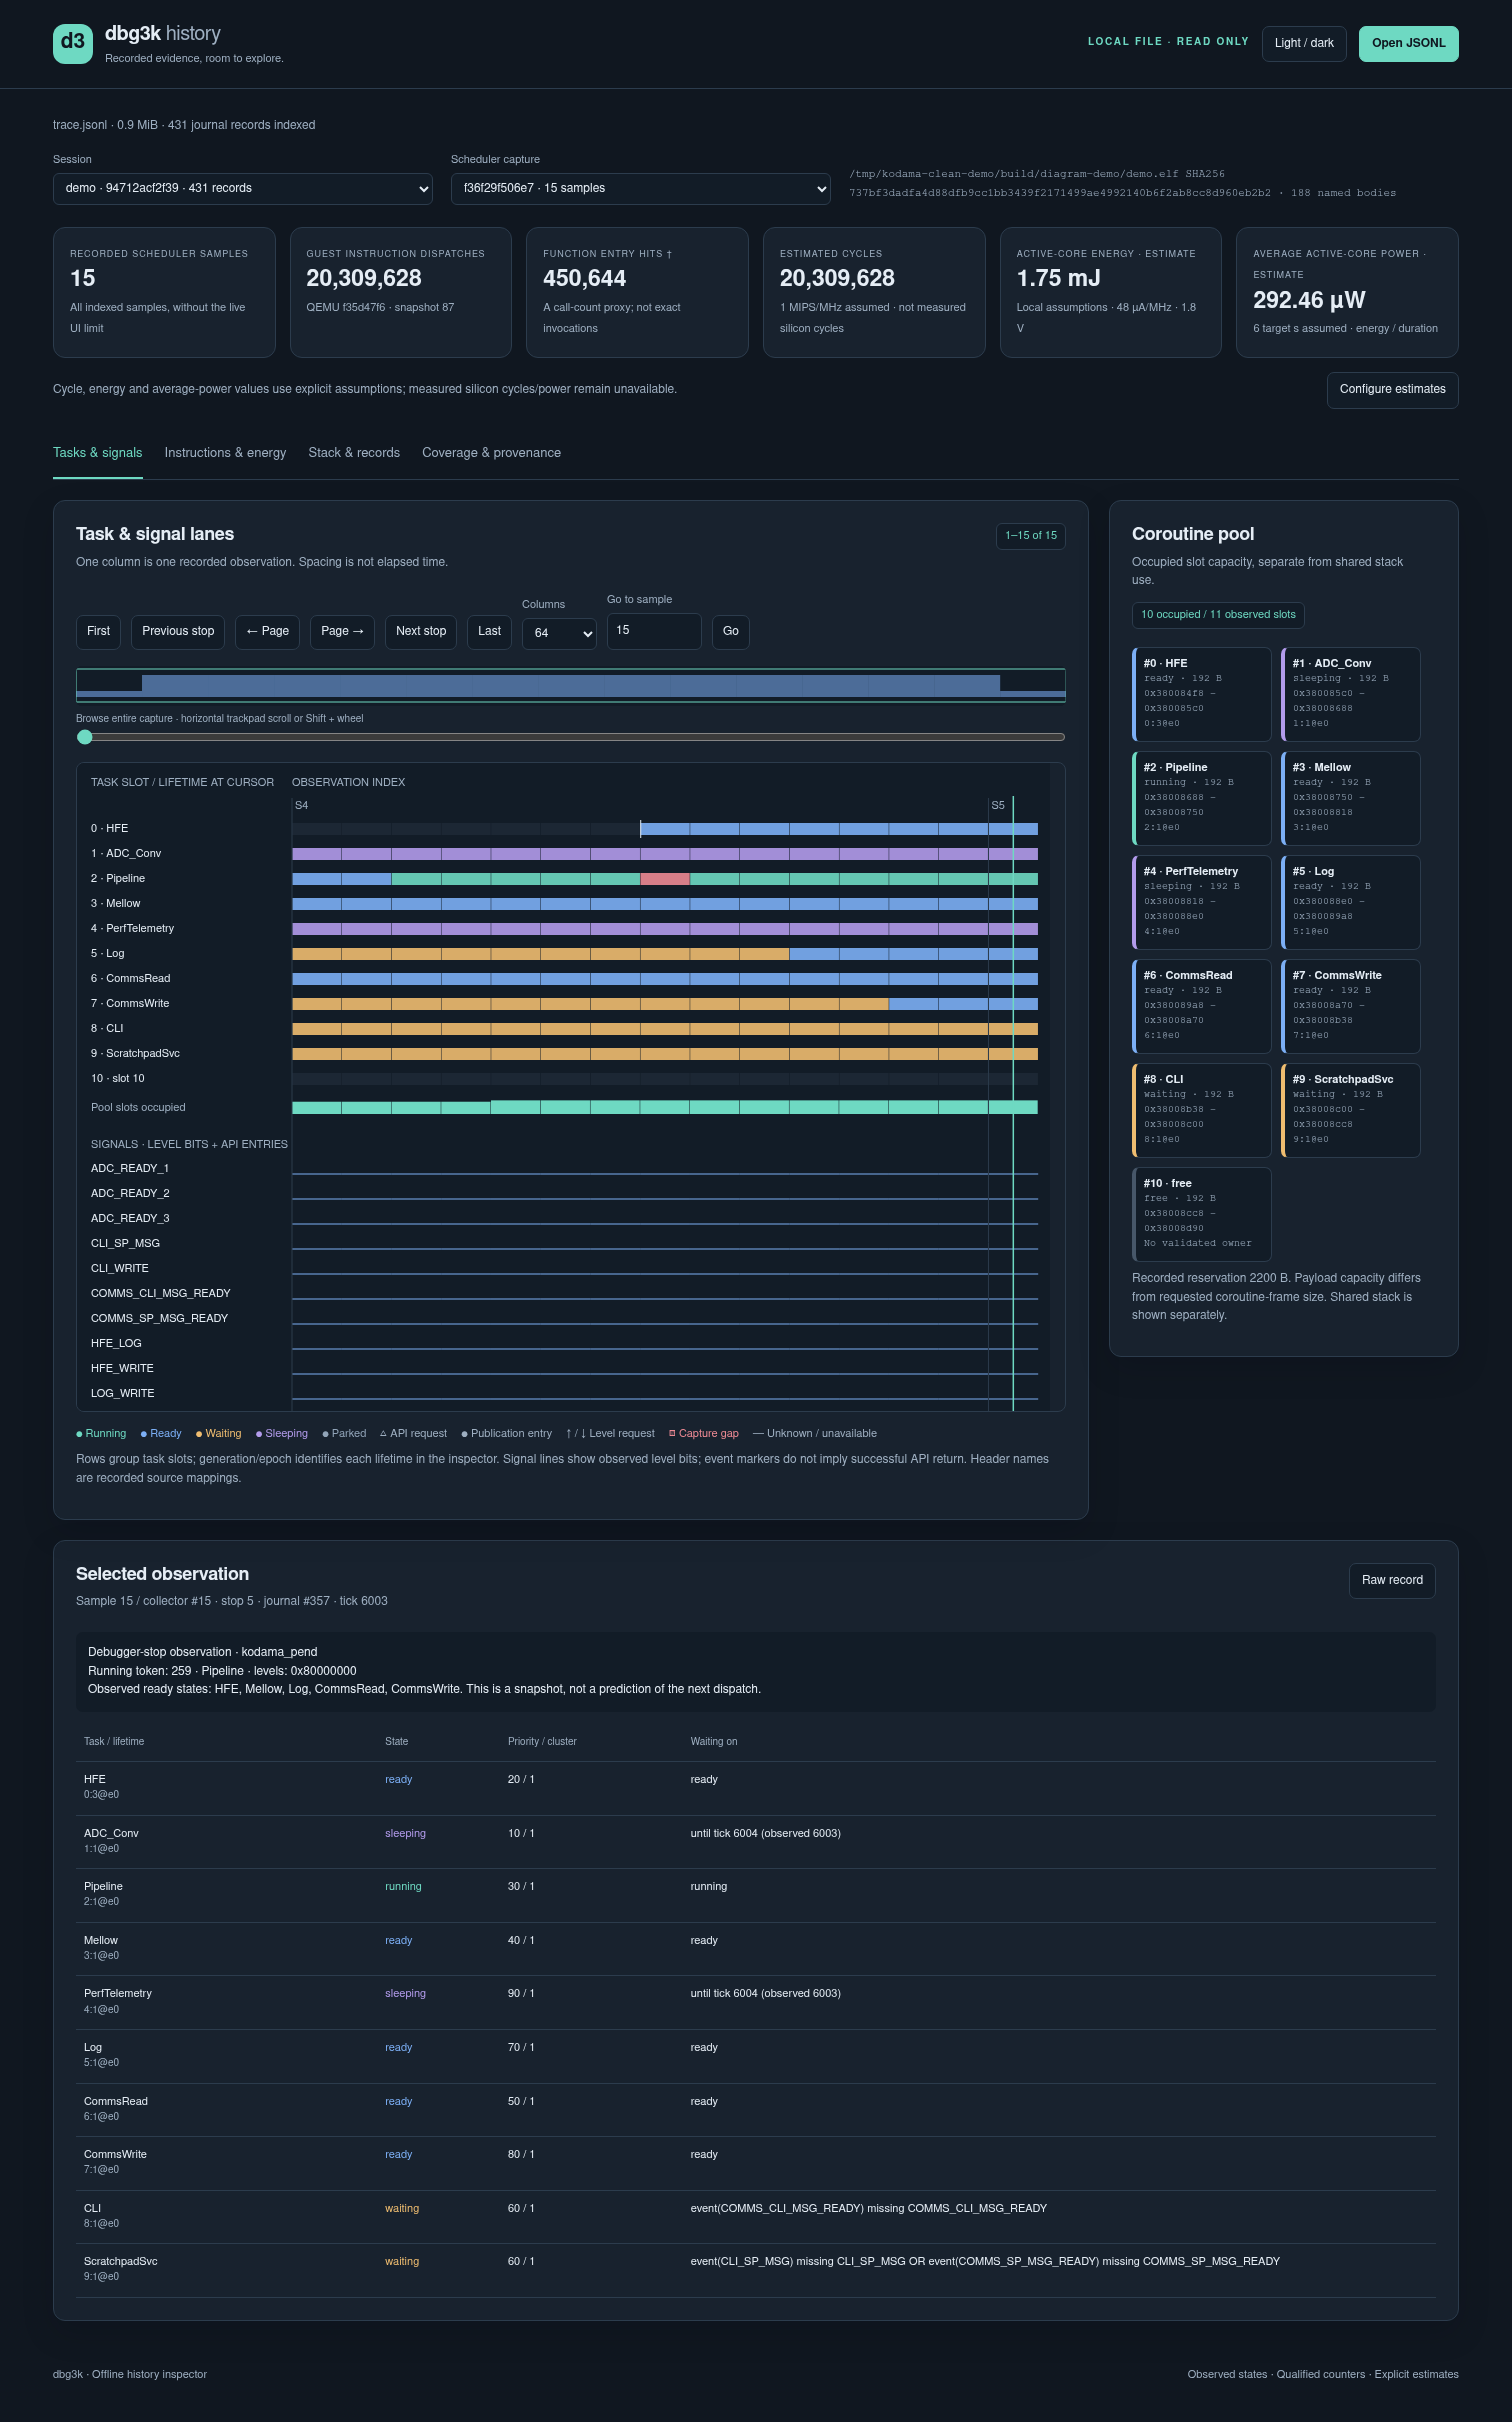 d3
dbg3k history
Recorded evidence, room to explore.
LOCAL FILE · READ ONLY
Light / dark
Open JSONL
trace.jsonl · 0.9 MiB · 431 journal records indexed
Session
demo · 94712acf2f39 · 431 records
Scheduler capture
f36f29f506e7 · 15 samples
/tmp/kodama-clean-demo/build/diagram-demo/demo.elf SHA256
737bf3dadfa4d88dfb9cc1bb3439f2171499ae4992140b6f2ab8cc8d960eb2b2 · 188 named bodies
RECORDED SCHEDULER SAMPLES
15
All indexed samples, without the live
UI limit
GUEST INSTRUCTION DISPATCHES
20,309,628
QEMU f35d47f6 · snapshot 87
FUNCTION ENTRY HITS †
450,644
A call-count proxy; not exact
invocations
ESTIMATED CYCLES
20,309,628
1 MIPS/MHz assumed · not measured
silicon cycles
ACTIVE-CORE ENERGY · ESTIMATE
1.75 mJ
Local assumptions · 48 µA/MHz · 1.8
V
AVERAGE ACTIVE-CORE POWER ·
ESTIMATE
292.46 µW
6 target s assumed · energy / duration
Cycle, energy and average-power values use explicit assumptions; measured silicon cycles/power remain unavailable.
Configure estimates
Tasks & signals
Instructions & energy
Stack & records
Coverage & provenance
Task & signal lanes
One column is one recorded observation. Spacing is not elapsed time.
1–15 of 15
First
Previous stop
← Page
Page →
Next stop
Last
Columns
64
Go to sample
15
Go
Browse entire capture · horizontal trackpad scroll or Shift + wheel
TASK SLOT / LIFETIME AT CURSOR
OBSERVATION INDEX
S4
S5
0 · HFE
1 · ADC_Conv
2 · Pipeline
3 · Mellow
4 · PerfTelemetry
5 · Log
6 · CommsRead
7 · CommsWrite
8 · CLI
9 · ScratchpadSvc
10 · slot 10
Pool slots occupied
SIGNALS · LEVEL BITS + API ENTRIES
ADC_READY_1
ADC_READY_2
ADC_READY_3
CLI_SP_MSG
CLI_WRITE
COMMS_CLI_MSG_READY
COMMS_SP_MSG_READY
HFE_LOG
HFE_WRITE
LOG_WRITE
● Running
● Ready
● Waiting
● Sleeping
● Parked
△ API request
● Publication entry
↑ / ↓ Level request
Capture gap
— Unknown / unavailable
Rows group task slots; generation/epoch identifies each lifetime in the inspector. Signal lines show observed level bits; event markers do not imply successful API return. Header names
are recorded source mappings.
Coroutine pool
Occupied slot capacity, separate from shared stack
use.
10 occupied / 11 observed slots
#0 · HFE
ready · 192 B
0x380084f8 –
0x380085c0
0:3@e0
#1 · ADC_Conv
sleeping · 192 B
0x380085c0 –
0x38008688
1:1@e0
#2 · Pipeline
running · 192 B
0x38008688 –
0x38008750
2:1@e0
#3 · Mellow
ready · 192 B
0x38008750 –
0x38008818
3:1@e0
#4 · PerfTelemetry
sleeping · 192 B
0x38008818 –
0x380088e0
4:1@e0
#5 · Log
ready · 192 B
0x380088e0 –
0x380089a8
5:1@e0
#6 · CommsRead
ready · 192 B
0x380089a8 –
0x38008a70
6:1@e0
#7 · CommsWrite
ready · 192 B
0x38008a70 –
0x38008b38
7:1@e0
#8 · CLI
waiting · 192 B
0x38008b38 –
0x38008c00
8:1@e0
#9 · ScratchpadSvc
waiting · 192 B
0x38008c00 –
0x38008cc8
9:1@e0
#10 · free
free · 192 B
0x38008cc8 –
0x38008d90
No validated owner
Recorded reservation 2200 B. Payload capacity differs
from requested coroutine-frame size. Shared stack is
shown separately.
Selected observation
Sample 15 / collector #15 · stop 5 · journal #357 · tick 6003
Raw record
Debugger-stop observation · kodama_pend
Running token: 259 · Pipeline · levels: 0x80000000
Observed ready states: HFE, Mellow, Log, CommsRead, CommsWrite. This is a snapshot, not a prediction of the next dispatch.
Task / lifetime
State
Priority / cluster
Waiting on
HFE
0:3@e0
ready
20 / 1
ready
ADC_Conv
1:1@e0
sleeping
10 / 1
until tick 6004 (observed 6003)
Pipeline
2:1@e0
running
30 / 1
running
Mellow
3:1@e0
ready
40 / 1
ready
PerfTelemetry
4:1@e0
sleeping
90 / 1
until tick 6004 (observed 6003)
Log
5:1@e0
ready
70 / 1
ready
CommsRead
6:1@e0
ready
50 / 1
ready
CommsWrite
7:1@e0
ready
80 / 1
ready
CLI
8:1@e0
waiting
60 / 1
event(COMMS_CLI_MSG_READY) missing COMMS_CLI_MSG_READY
ScratchpadSvc
9:1@e0
waiting
60 / 1
event(CLI_SP_MSG) missing CLI_SP_MSG OR event(COMMS_SP_MSG_READY) missing COMMS_SP_MSG_READY
dbg3k · Offline history inspector
Observed states · Qualified counters · Explicit estimates